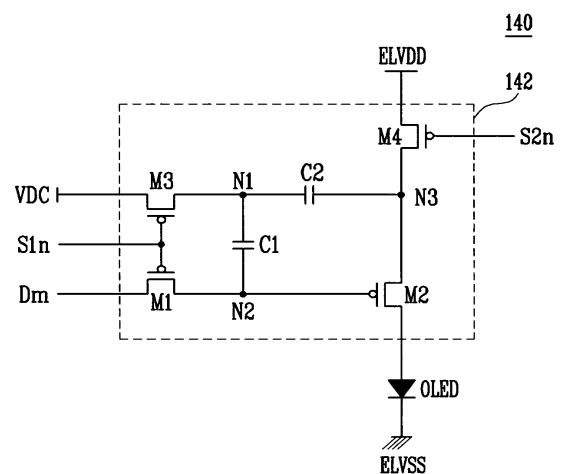 140
ELVDD
142
M4
S2n
C2
M3
N1
VDC
N3
S1n
C1
Dm
M1
N2
M2
OLED
ELVSS